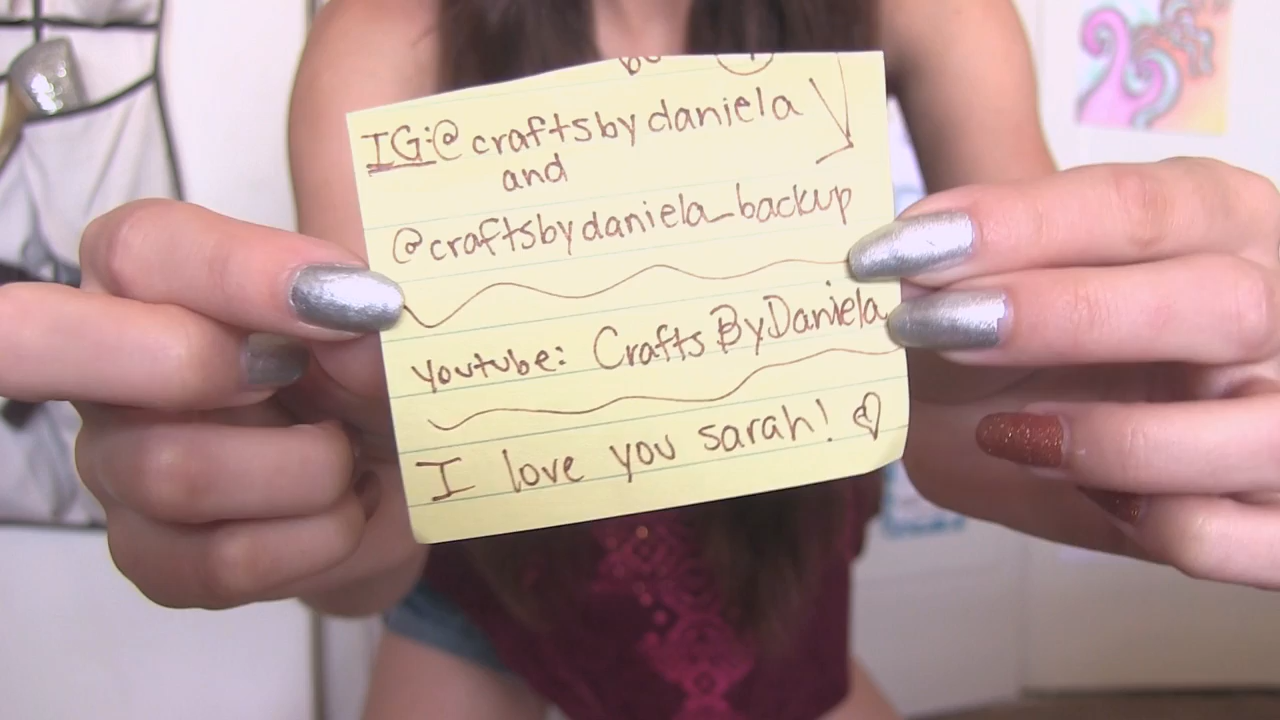 IG:@craftsbydaniela
and
@craftsbydaniela_backup
Youtube: CraftsByDaniela
I love you sarah!